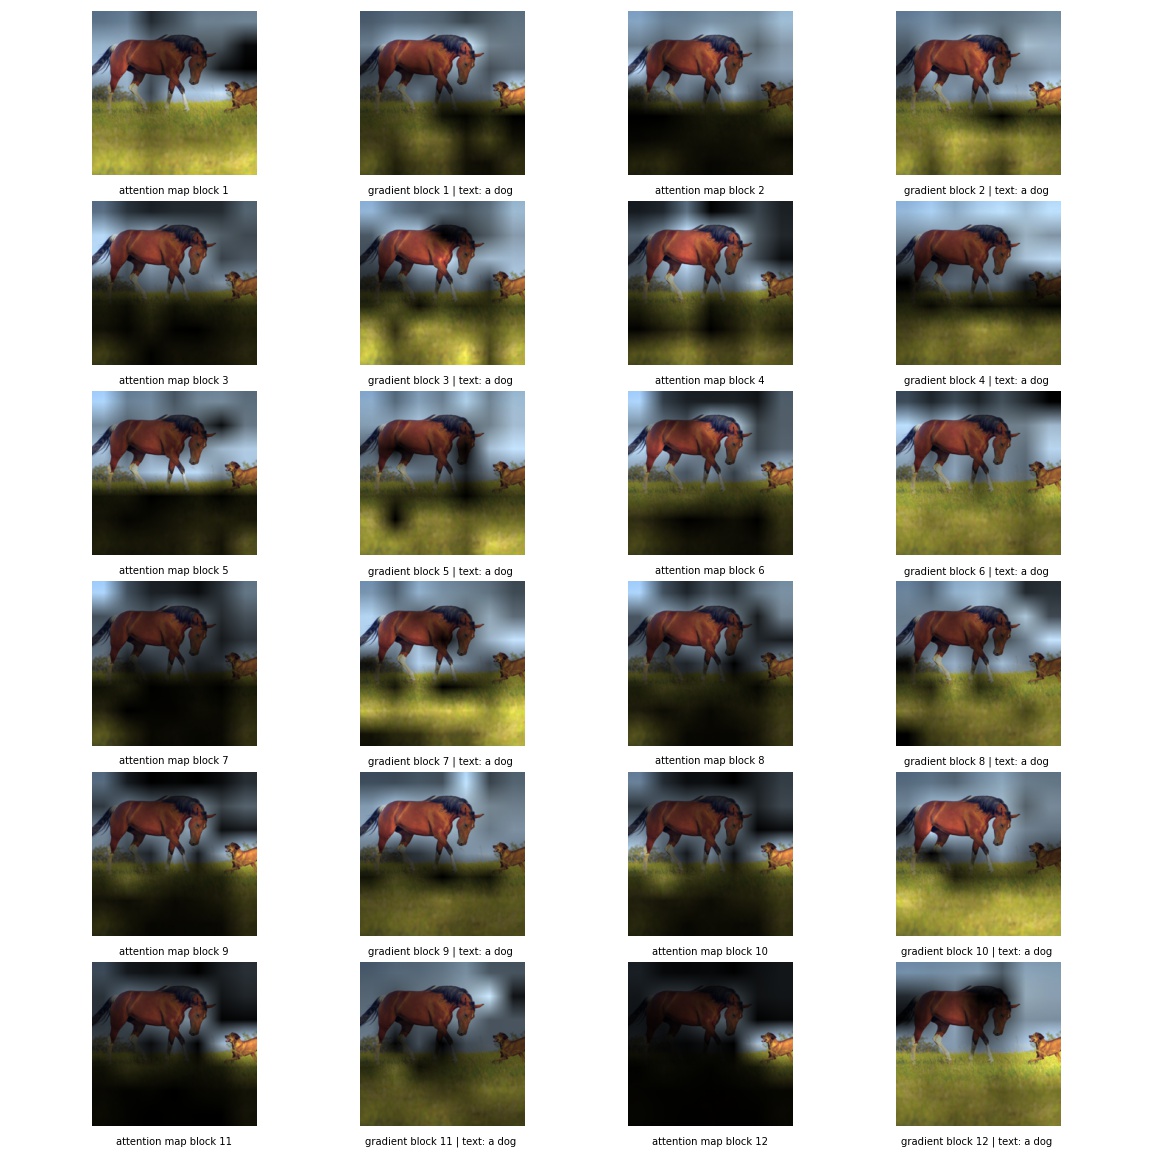 attention map block 1
gradient block 1 | text: a dog
attention map block 2
gradient block 2 | text: a dog
attention map block 3
gradient block 3 | text: a dog
attention map block 4
gradient block 4 | text: a dog
attention map block 5
gradient block 5 | text: a dog
attention map block 6
gradient block 6 | text: a dog
attention map block 7
gradient block 7 | text: a dog
attention map block 8
gradient block 8 | text: a dog
attention map block 9
gradient block 9 | text: a dog
attention map block 10
gradient block 10 | text: a dog
attention map block 11
gradient block 11 | text: a dog
attention map block 12
gradient block 12 | text: a dog